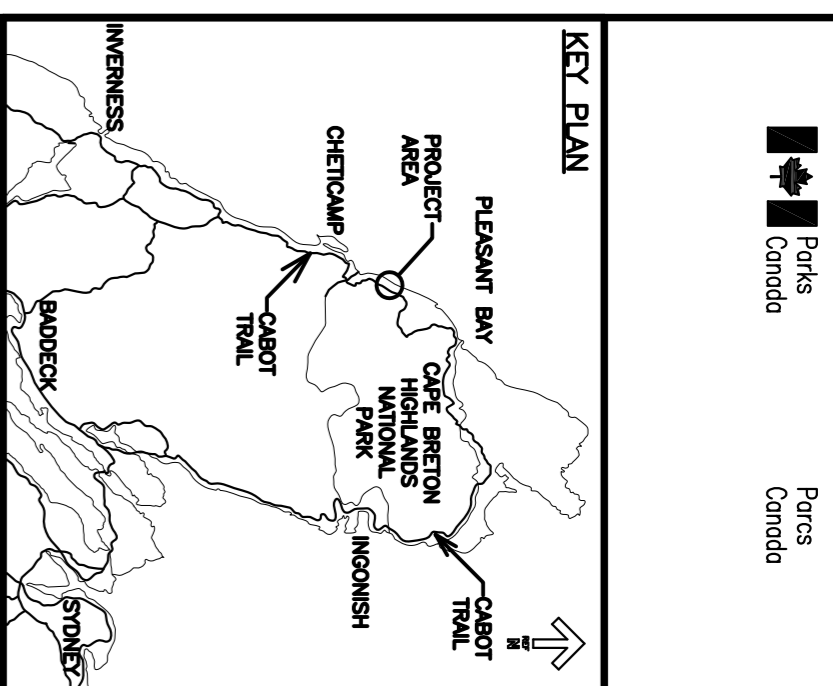 Parks
Canada
Parcs
Canada
KEY PLAN
PLEASANT BAY
PROJECT
AREA
CHETICAMP
INVERNESS
CABOT
TRAIL
CAPE BRETON
HIGHLANDS
NATIONAL
PARK
BADDECK
INGONISH
CABOT
TRAIL
SYDNEY
REF
N